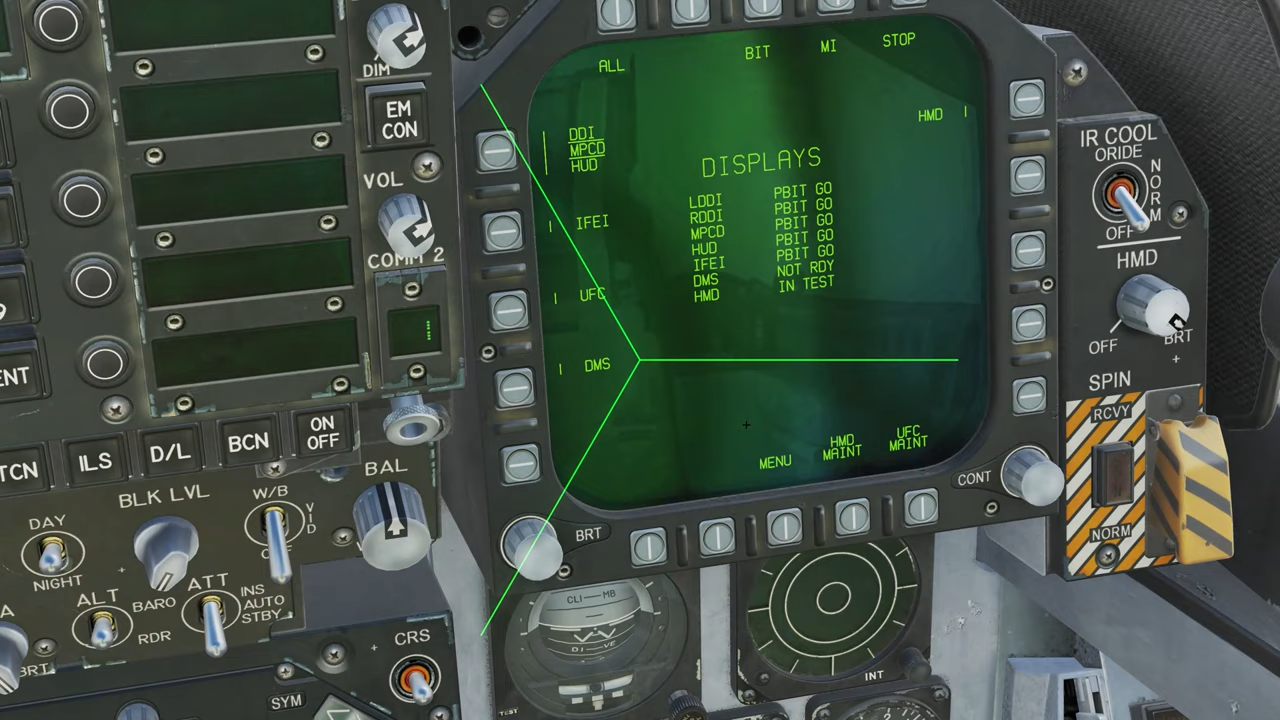 DIM
EM
CON
VOL
COMM 2
ENT
TCN
ILS
D/L
BCN
ON
OFF
BAL
BLK LVL
W/B
DAY
NIGHT
ALT
BARO
RDR
ATT
INS
AUTO
STBY
CRS
SYM
BRT
ALL
BIT
MI
STOP
HMD
DDI
MPCD
HUD
IFEI
UFC
DMS
DISPLAYS
LDDI PBIT GO
RDDI PBIT GO
MPCD PBIT GO
HUD PBIT GO
IFEI PBIT GO
DMS NOT RDY
HMD IN TEST
MENU
HMD
MAINT
UFC
MAINT
BRT
CONT
IR COOL
ORIDE
NORM
OFF
HMD
OFF
BRT
SPIN
RCVY
NORM
INT
TEST